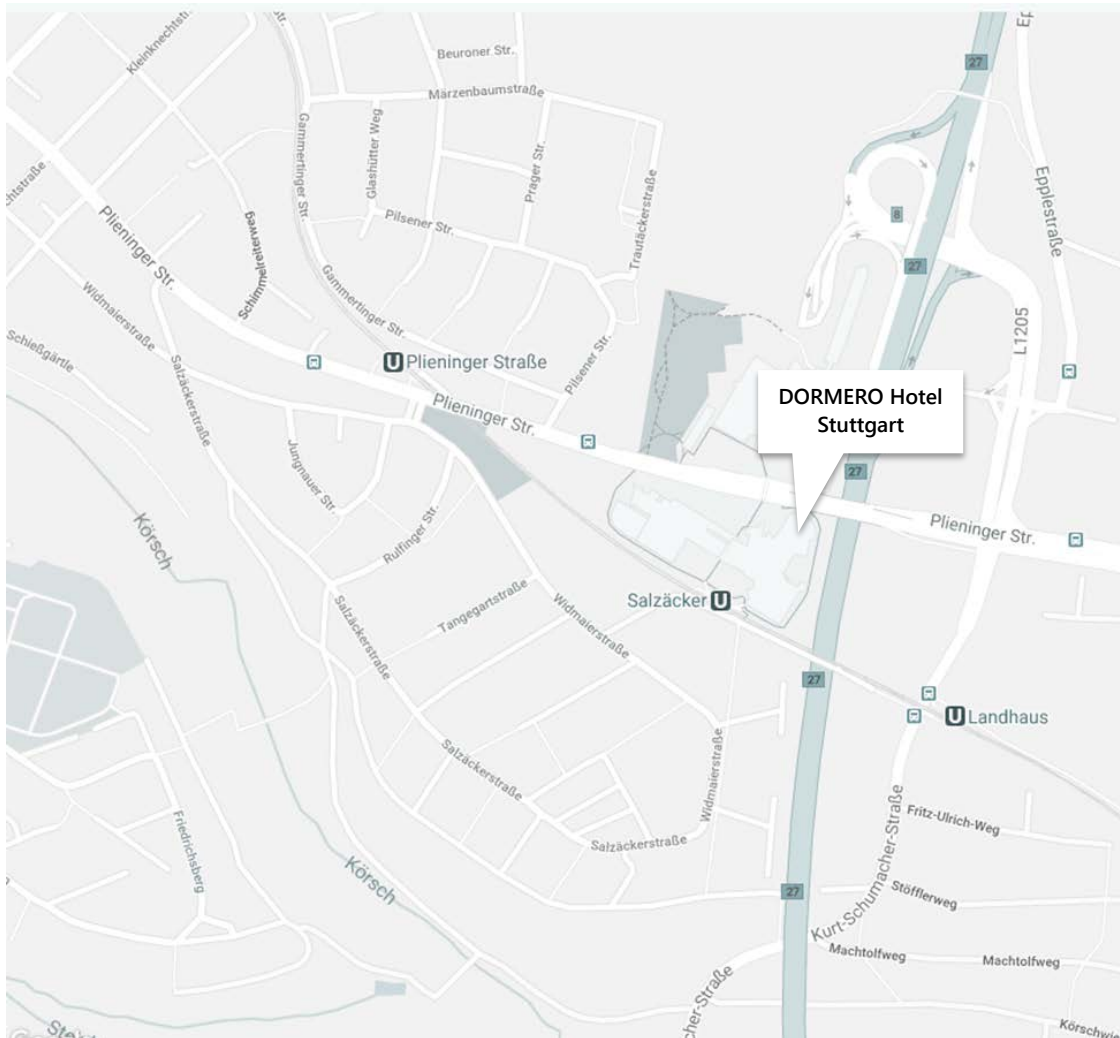 Kleinknechtstraße
Beuroner Str.
27
Märzenbaumstraße
Gammertinger Str.
Glashütter Weg
Prager Str.
Epplestraße
Plieninger Str.
Pilsener Str.
Trautäckerstraße
8
27
Schimmelreiterweg
Widmaierstraße
Gammertinger Str.
L1205
Schießgärtle
Salzäckerstraße
U Plieninger Straße
Pilsener Str.
DORMERO Hotel
Stuttgart
Plieninger Str.
Jungnauer Str.
27
Plieninger Str.
Körsch
Rulfinger Str.
Salzäcker U
Tangegartstraße
Widmaierstraße
Salzäckerstraße
27
U Landhaus
Salzäckerstraße
Widmaierstraße
Fritz-Ulrich-Weg
Salzäckerstraße
Friedrichsberg
Körsch
27
Stöfflerweg
Kurt-Schumacher-Straße
Machtolfweg
Machtolfweg
cher-Straße